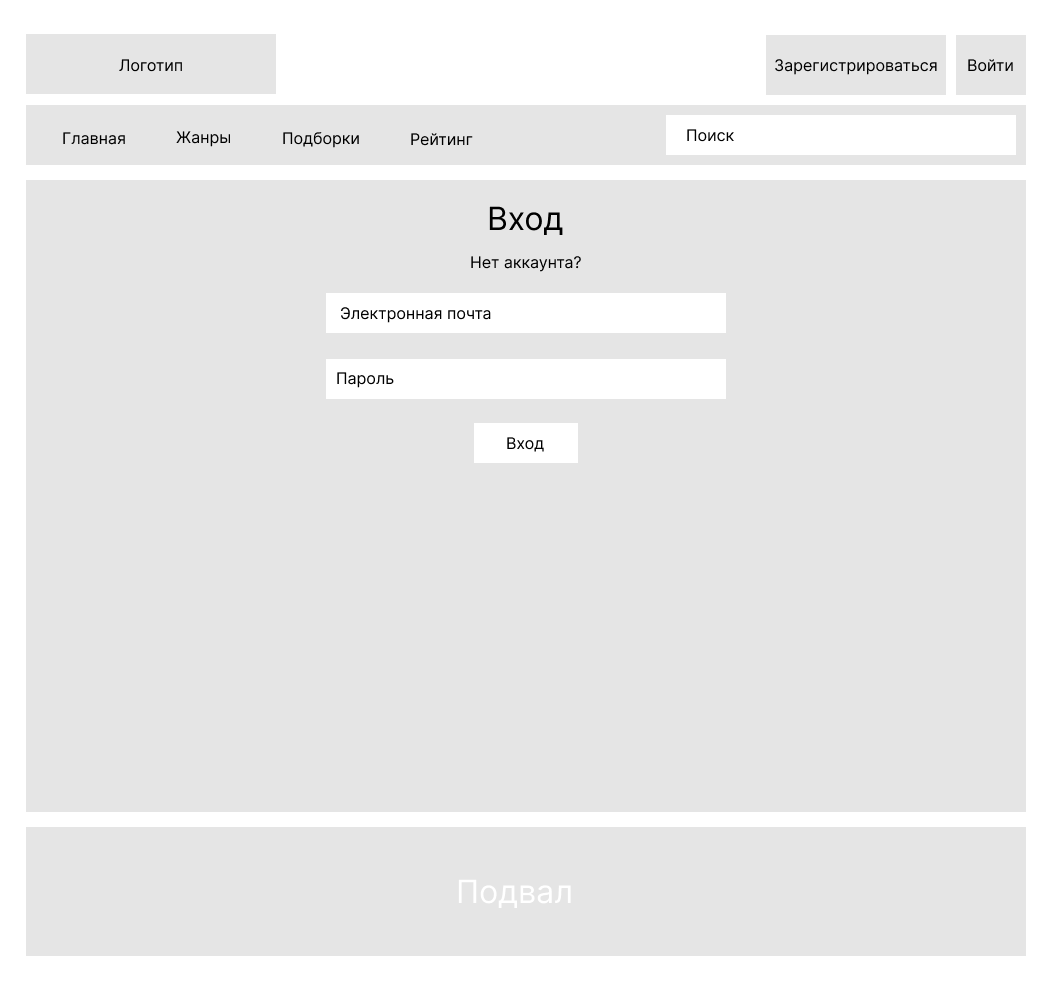 Логотип
Зарегистрироваться
Войти
Главная
Жанры
Подборки
Рейтинг
Поиск
Вход
Нет аккаунта?
Электронная почта
Пароль
Вход
Подвал